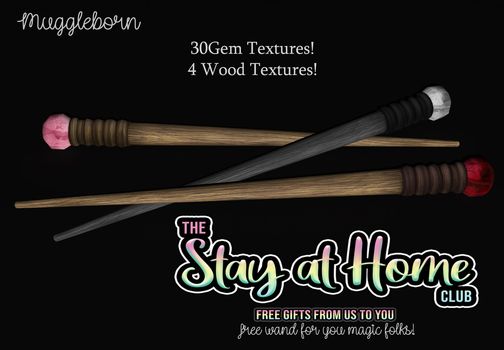 Muggleborn
30Gem Textures!
4 Wood Textures!
THE
Stay at Home
CLUB
FREE GIFTS FROM US TO YOU
free wand for you magic folks!